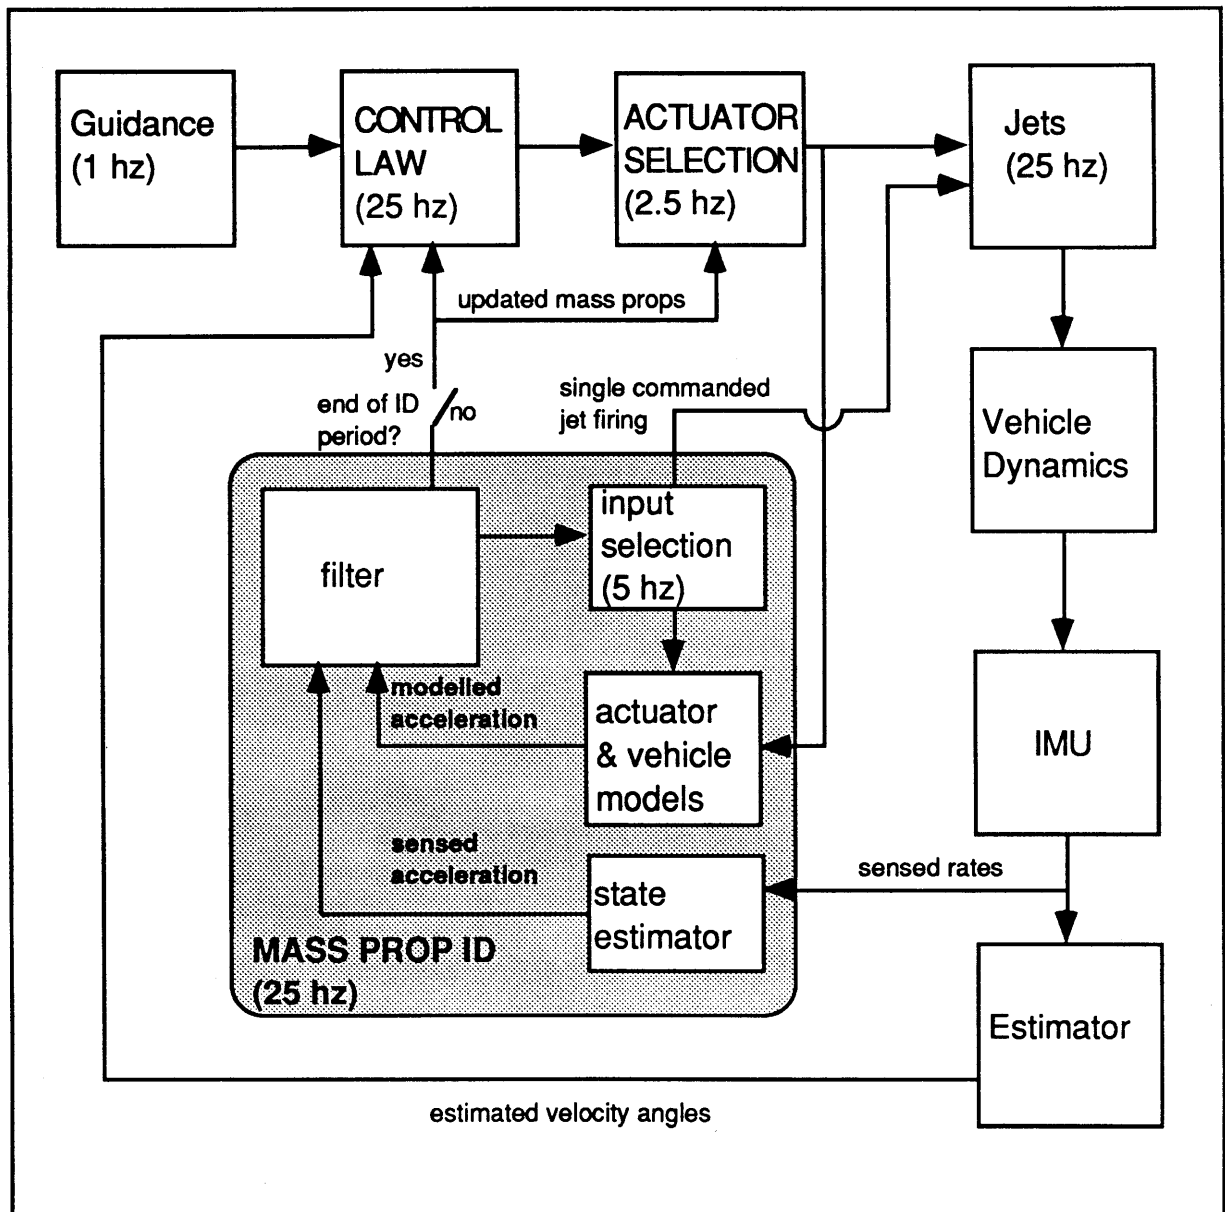 Guidance
(1 hz)
CONTROL
LAW
(25 hz)
ACTUATOR
SELECTION
(2.5 hz)
Jets
(25 hz)
updated mass props
yes
end of ID
period?
no
single commanded
jet firing
Vehicle
Dynamics
filter
input
selection
(5 hz)
modelled
acceleration
actuator
& vehicle
models
IMU
sensed
acceleration
state
estimator
sensed rates
MASS PROP ID
(25 hz)
Estimator
estimated velocity angles